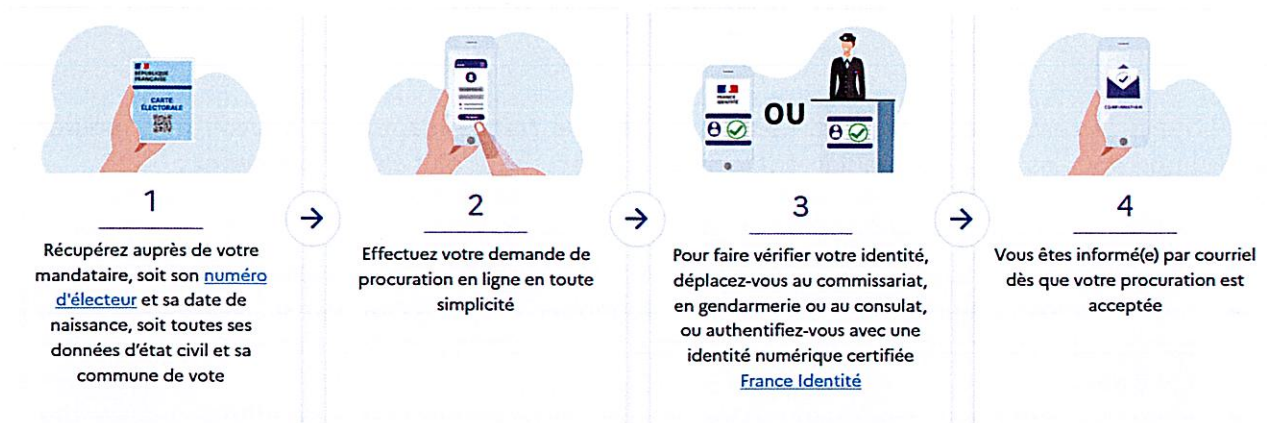 RÉPUBLIQUE
FRANÇAISE
CARTE
ÉLECTORALE
FRANCE
IDENTITÉ
OU
CONFIRMATION
1
Récupérez auprès de votre
mandataire, soit son numéro
d'électeur et sa date de
naissance, soit toutes ses
données d'état civil et sa
commune de vote
2
Effectuez votre demande de
procuration en ligne en toute
simplicité
3
Pour faire vérifier votre identité,
déplacez-vous au commissariat,
en gendarmerie ou au consulat,
ou authentifiez-vous avec une
identité numérique certifiée
France Identité
4
Vous êtes informé(e) par courriel
dès que votre procuration est
acceptée